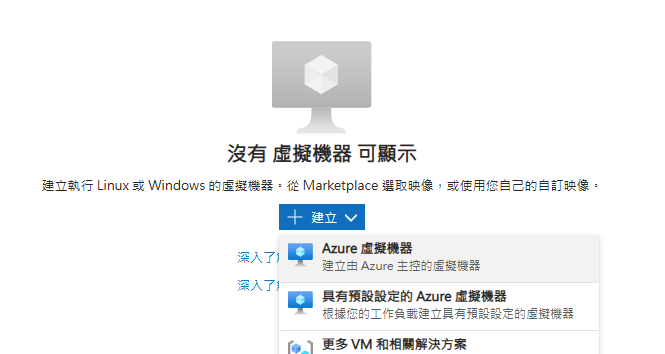 沒有 虛擬機器 可顯示
建立執行 Linux 或 Windows 的虛擬機器。從 Marketplace 選取映像，或使用您自己的自訂映像。
建立
Azure 虛擬機器
建立由 Azure 主控的虛擬機器
深入了
具有預設設定的 Azure 虛擬機器
深入了
根據您的工作負載建立具有預設設定的虛擬機器
更多 VM 和相關解決方案